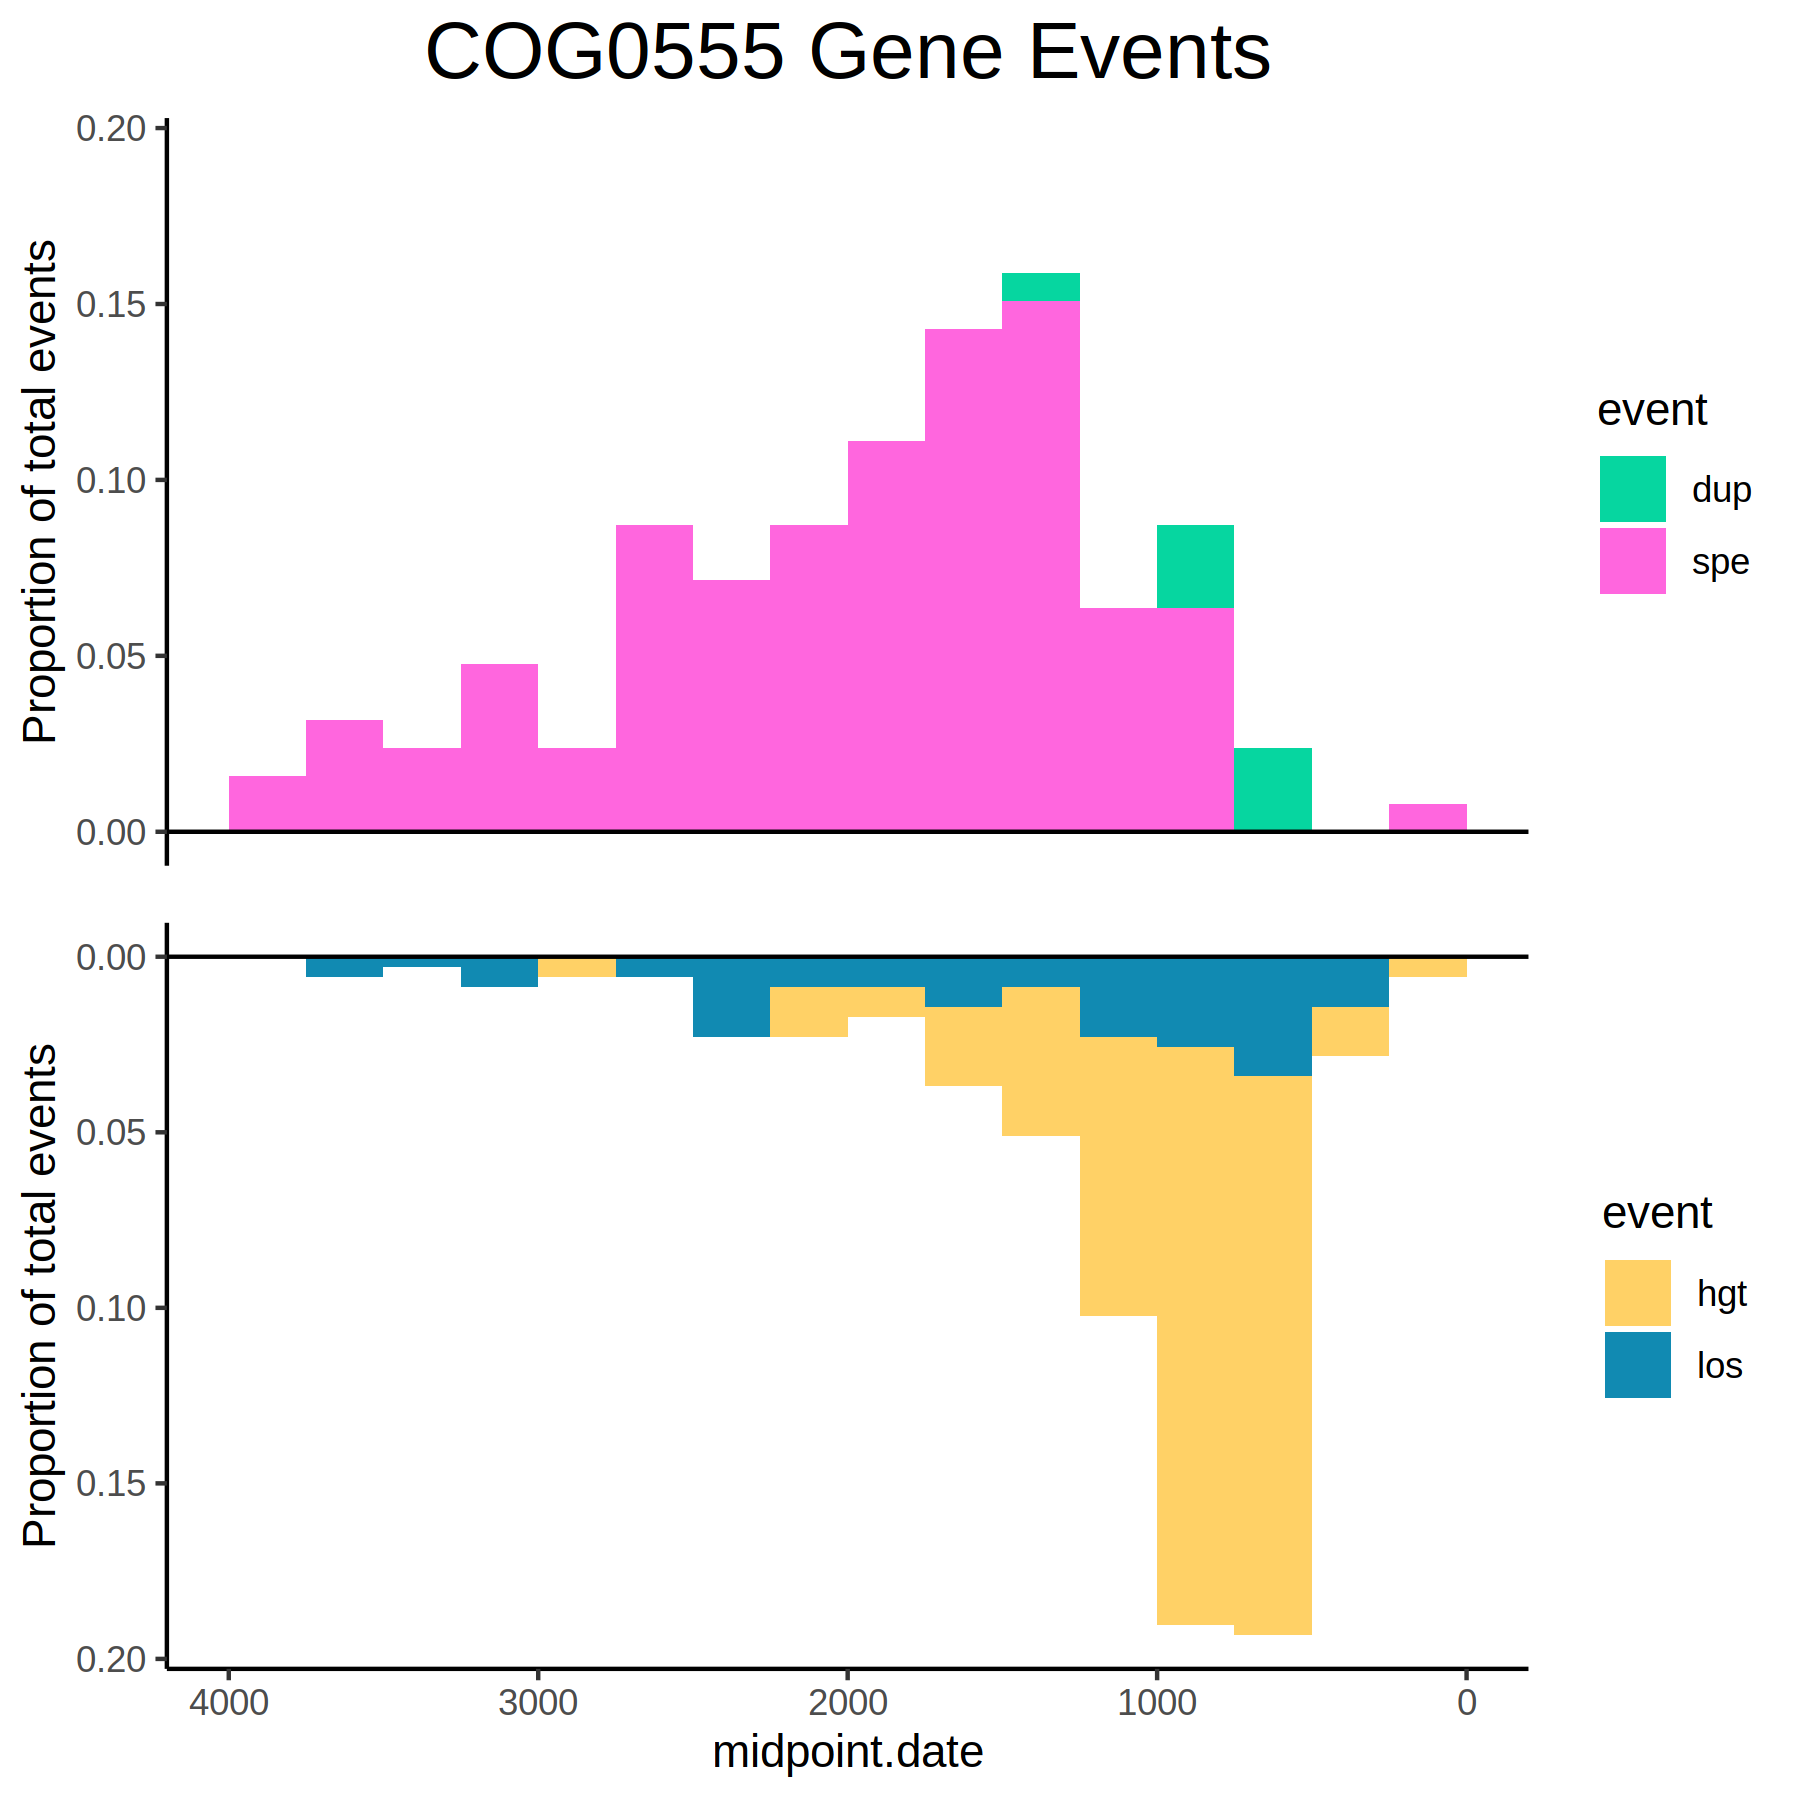 COG0555 Gene Events
0.20
0.15
0.10
0.05
0.00
Proportion of total events
event
dup
spe
0.00
0.05
0.10
0.15
0.20
Proportion of total events
event
hgt
los
4000 3000 2000 1000 0
midpoint.date